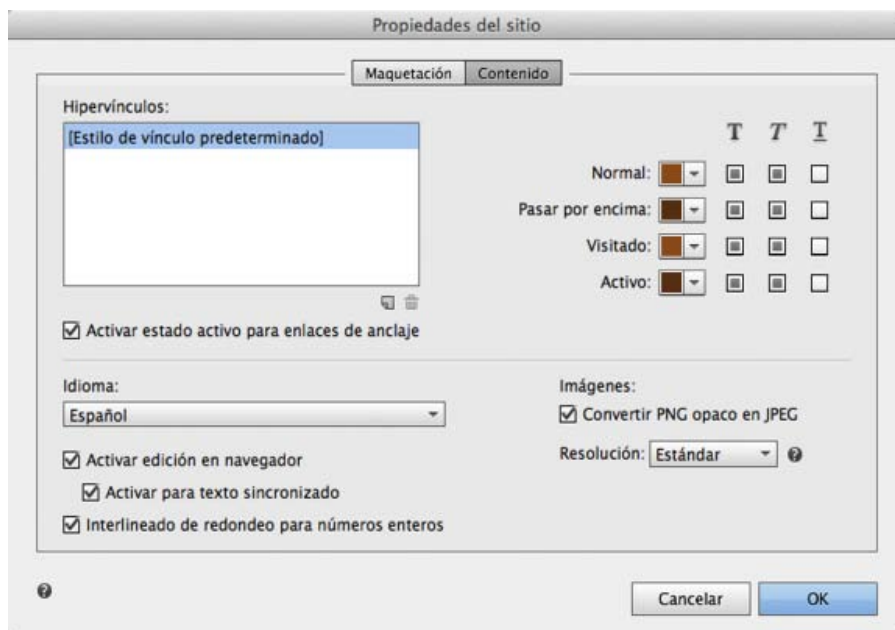 Propiedades del sitio
Maquetación Contenido
Hipervínculos:
[Estilo de vínculo predeterminado]
T T T
Normal:
Pasar por encima:
Visitado:
Activo:
Activar estado activo para enlaces de anclaje
Idioma:
Español
Activar edición en navegador
Activar para texto sincronizado
Interlineado de redondeo para números enteros
Imágenes:
Convertir PNG opaco en JPEG
Resolución: Estándar ?
? Cancelar OK